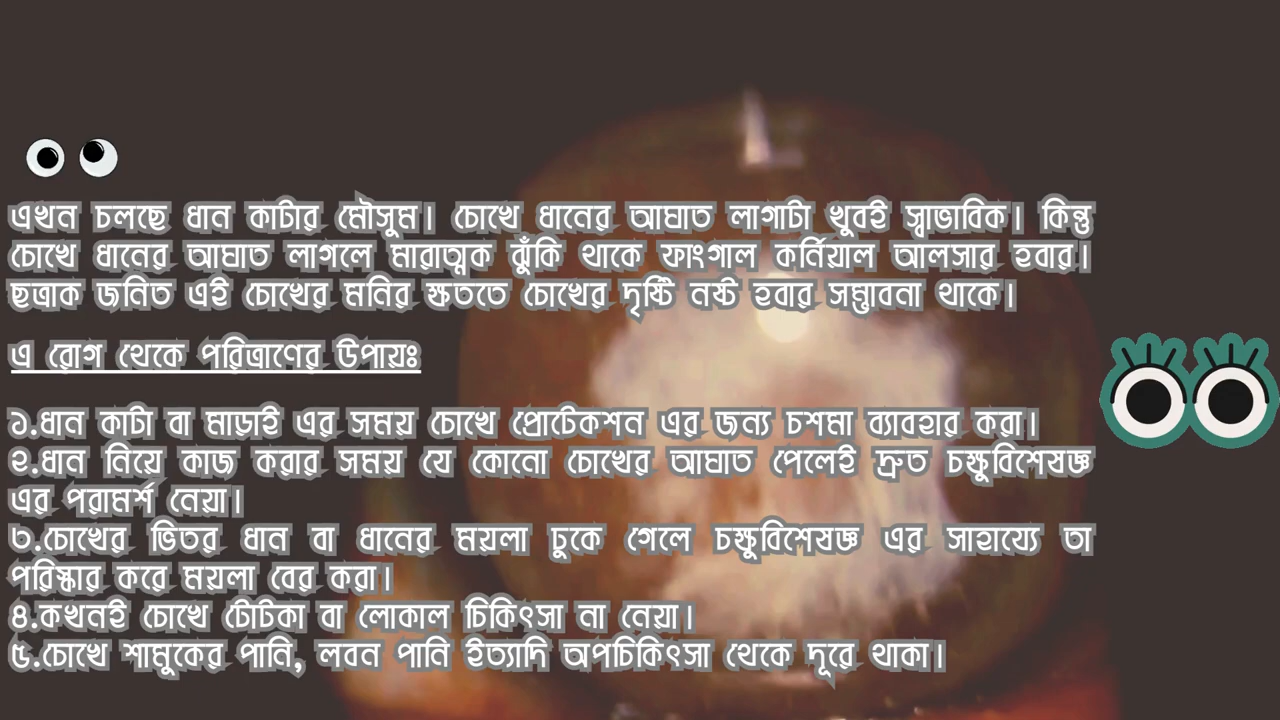 এখন চলছে ধান কাটার মৌসুম। চোখে ধানের আঘাত লাগাটা খুবই স্বাভাবিক। কিন্তু
চোখে ধানের আঘাত লাগলে মারাত্মক ঝুঁকি থাকে ফাংগাল কর্নিয়াল আলসার হবার।
ছত্রাক জনিত এই চোখের মনির ক্ষততে চোখের দৃষ্টি নষ্ট হবার সম্ভাবনা থাকে।
এ রোগ থেকে পরিত্রাণের উপায়ঃ
১.ধান কাটা বা মাড়াই এর সময় চোখে প্রোটেকশন এর জন্য চশমা ব্যাবহার করা।
২.ধান নিয়ে কাজ করার সময় যে কোনো চোখের আঘাত পেলেই দ্রুত চক্ষুবিশেষজ্ঞ
এর পরামর্শ নেয়া।
৩.চোখের ভিতর ধান বা ধানের ময়লা ঢুকে গেলে চক্ষুবিশেষজ্ঞ এর সাহায্যে তা
পরিস্কার করে ময়লা বের করা।
৪.কখনই চোখে টোটকা বা লোকাল চিকিৎসা না নেয়া।
৫.চোখে শামুকের পানি, লবন পানি ইত্যাদি অপচিকিৎসা থেকে দূরে থাকা।